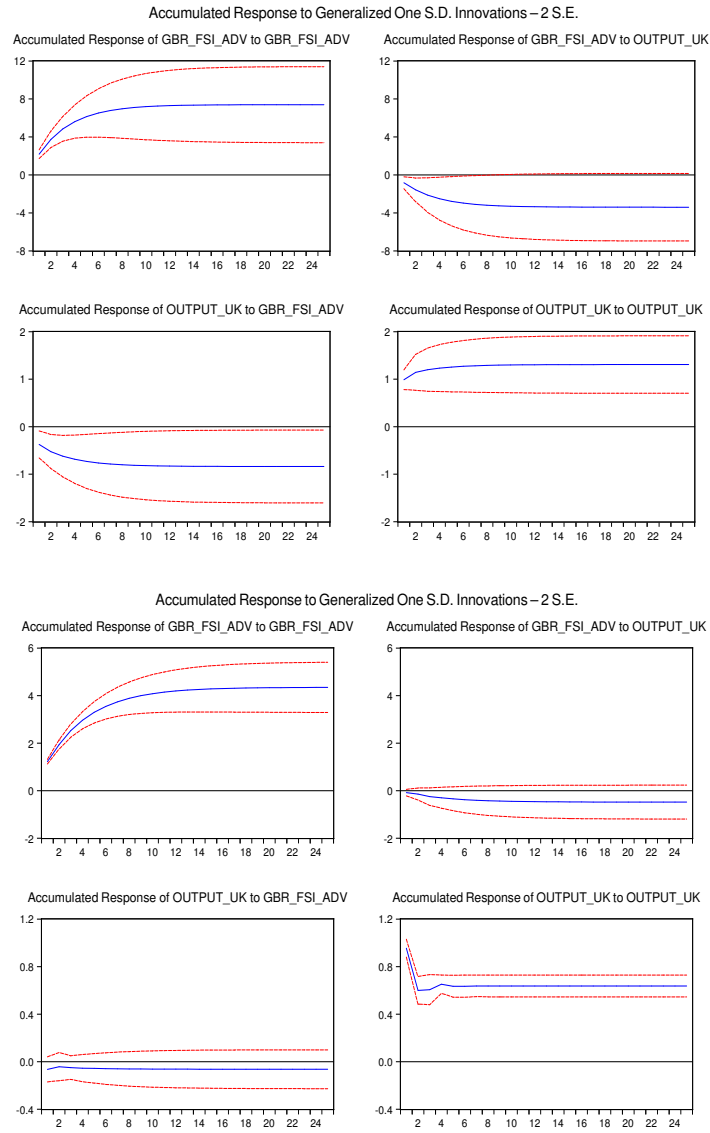 Accumulated Response to Generalized One S.D. Innovations – 2 S.E.
Accumulated Response of GBR_FSI_ADV to GBR_FSI_ADV
12
8
4
0
-4
-8
2 4 6 8 10 12 14 16 18 20 22 24
Accumulated Response of GBR_FSI_ADV to OUTPUT_UK
12
8
4
0
-4
-8
2 4 6 8 10 12 14 16 18 20 22 24
Accumulated Response of OUTPUT_UK to GBR_FSI_ADV
2
1
0
-1
-2
2 4 6 8 10 12 14 16 18 20 22 24
Accumulated Response of OUTPUT_UK to OUTPUT_UK
2
1
0
-1
-2
2 4 6 8 10 12 14 16 18 20 22 24
Accumulated Response to Generalized One S.D. Innovations – 2 S.E.
Accumulated Response of GBR_FSI_ADV to GBR_FSI_ADV
6
4
2
0
-2
2 4 6 8 10 12 14 16 18 20 22 24
Accumulated Response of GBR_FSI_ADV to OUTPUT_UK
6
4
2
0
-2
2 4 6 8 10 12 14 16 18 20 22 24
Accumulated Response of OUTPUT_UK to GBR_FSI_ADV
1.2
0.8
0.4
0.0
-0.4
2 4 6 8 10 12 14 16 18 20 22 24
Accumulated Response of OUTPUT_UK to OUTPUT_UK
1.2
0.8
0.4
0.0
-0.4
2 4 6 8 10 12 14 16 18 20 22 24